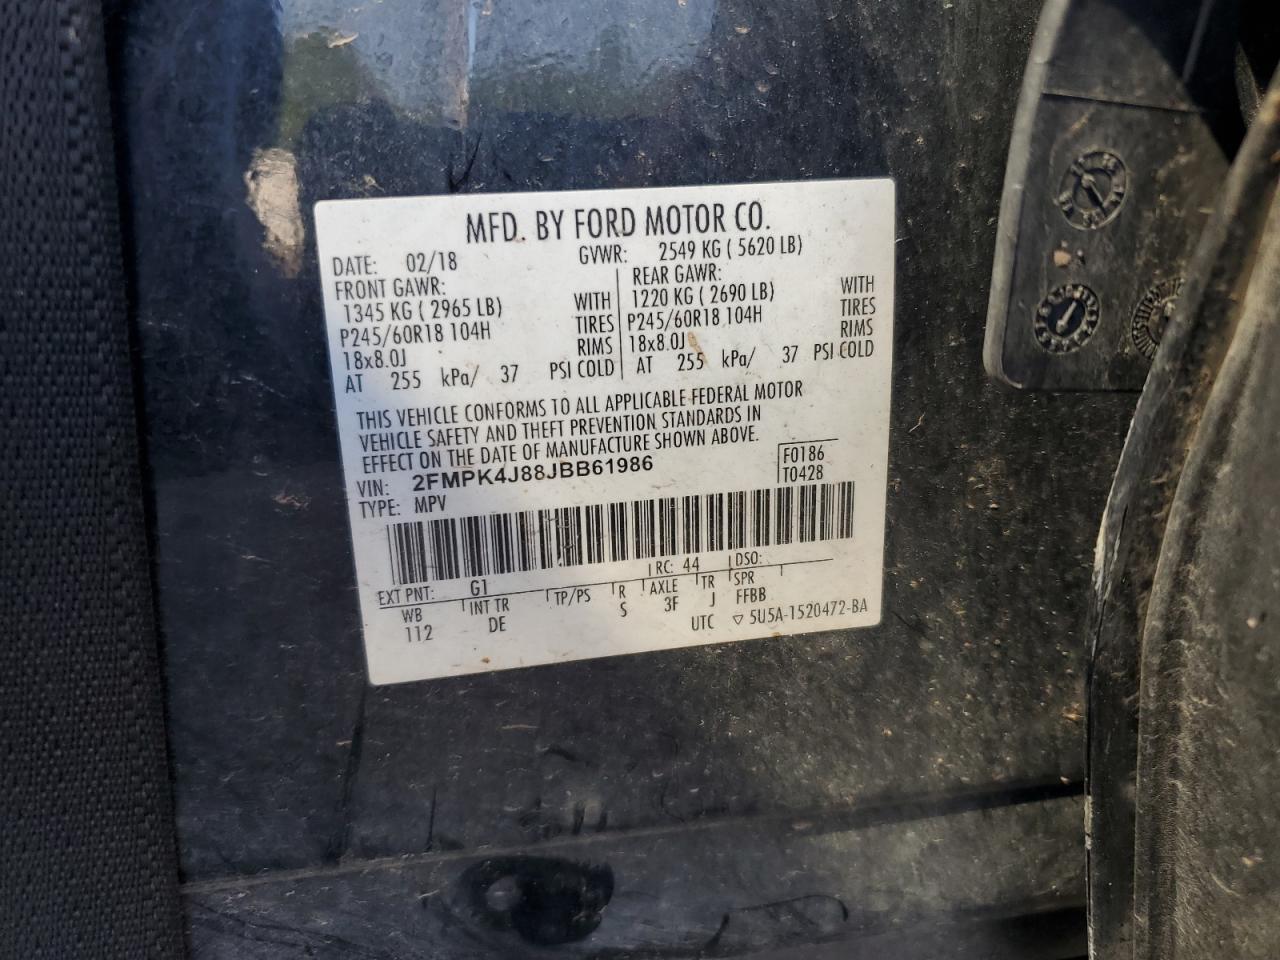 MFD. BY FORD MOTOR CO.
DATE: 02/18 GVWR: 2549 KG ( 5620 LB)
FRONT GAWR: REAR GAWR:
1345 KG ( 2965 LB) WITH 1220 KG ( 2690 LB) WITH
P245/60R18 104H TIRES P245/60R18 104H TIRES
18x8.0J RIMS 18x8.0J RIMS
AT 255 kPa/ 37 PSI COLD AT 255 kPa/ 37 PSI COLD
THIS VEHICLE CONFORMS TO ALL APPLICABLE FEDERAL MOTOR
VEHICLE SAFETY AND THEFT PREVENTION STANDARDS IN
EFFECT ON THE DATE OF MANUFACTURE SHOWN ABOVE.
VIN: 2FMPK4J88JBB61986 F0186
TYPE: MPV T0428
EXT PNT: G1 RC: 44 DSO:
WB INT TR TP/PS R AXLE TR SPR
112 DE S 3F J FFBB
UTC ▽ 5U5A-1520472-BA